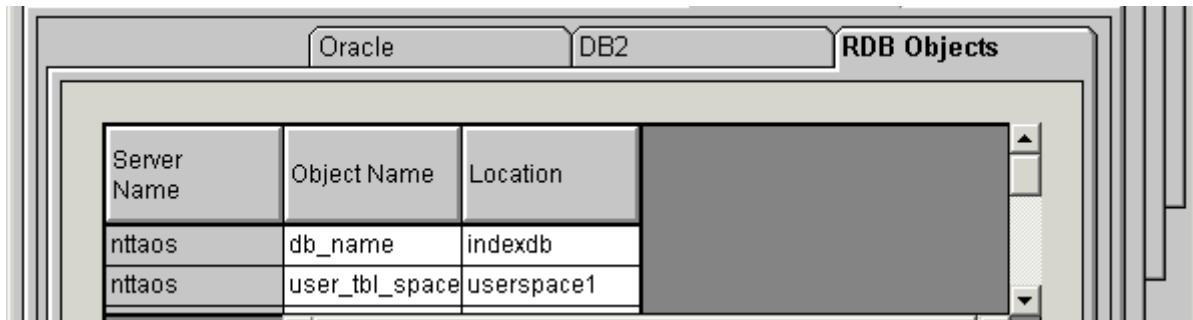 Oracle DB2 RDB Objects
Server Name Object Name Location
nttaos db_name indexdb
nttaos user_tbl_space userspace1